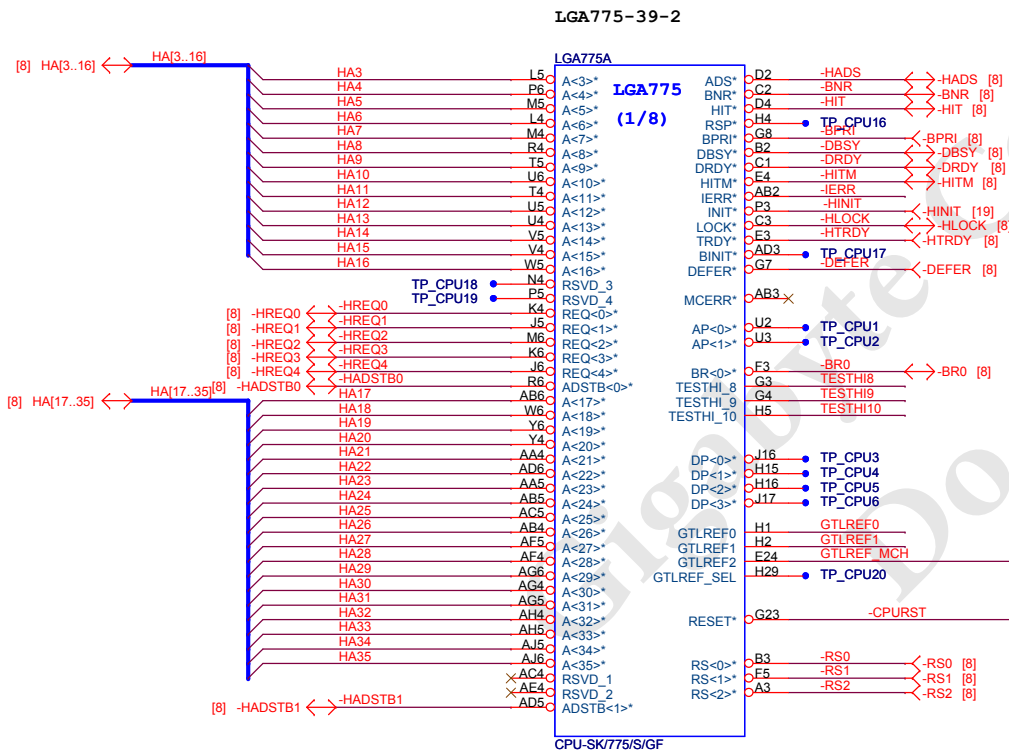 LGA775-39-2
LGA775A
LGA775
(1/8)
[8] HA[3..16] HA[3..16]
HA3 L5 A<3>* ADS* D2 -HADS -HADS [8]
HA4 P6 A<4>* BNR* C2 -BNR -BNR [8]
HA5 M5 A<5>* HIT* D4 -HIT -HIT [8]
HA6 L4 A<6>* RSP* H4 TP_CPU16
HA7 M4 A<7>* BPRI* G8 -BPRI -BPRI [8]
HA8 R4 A<8>* DBSY* B2 -DBSY -DBSY [8]
HA9 T5 A<9>* DRDY* C1 -DRDY -DRDY [8]
HA10 U6 A<10>* HITM* E4 -HITM -HITM [8]
HA11 T4 A<11>* IERR* AB2 -IERR
HA12 U5 A<12>* INIT* P3 -HINIT -HINIT [19]
HA13 U4 A<13>* LOCK* C3 -HLOCK -HLOCK [8]
HA14 V5 A<14>* TRDY* E3 -HTRDY -HTRDY [8]
HA15 V4 A<15>* BINIT* AD3 TP_CPU17
HA16 W5 A<16>* DEFER* G7 -DEFER -DEFER [8]
TP_CPU18 N4 RSVD_3
TP_CPU19 P5 RSVD_4 MCERR* AB3
[8] -HREQ0 -HREQ0 K4 REQ<0>*
[8] -HREQ1 -HREQ1 J5 REQ<1>* AP<0>* U2 TP_CPU1
[8] -HREQ2 -HREQ2 M6 REQ<2>* AP<1>* U3 TP_CPU2
[8] -HREQ3 -HREQ3 K6 REQ<3>*
[8] -HREQ4 -HREQ4 J6 REQ<4>* BR<0>* F3 -BR0 -BR0 [8]
[8] -HADSTB0 -HADSTB0 R6 ADSTB<0>* TESTHI_8 G3 TESTHI8
[8] HA[17..35] HA[17..35]
HA17 AB6 A<17>* TESTHI_9 G4 TESTHI9
HA18 W6 A<18>* TESTHI_10 H5 TESTHI10
HA19 Y6 A<19>*
HA20 Y4 A<20>*
HA21 AA4 A<21>* DP<0>* J16 TP_CPU3
HA22 AD6 A<22>* DP<1>* H15 TP_CPU4
HA23 AA5 A<23>* DP<2>* H16 TP_CPU5
HA24 AB5 A<24>* DP<3>* J17 TP_CPU6
HA25 AC5 A<25>*
HA26 AB4 A<26>* GTLREF0 H1 GTLREF0
HA27 AF5 A<27>* GTLREF1 H2 GTLREF1
HA28 AF4 A<28>* GTLREF2 E24 GTLREF_MCH
HA29 AG6 A<29>* GTLREF_SEL H29 TP_CPU20
HA30 AG4 A<30>*
HA31 AG5 A<31>*
HA32 AH4 A<32>* RESET* G23 -CPURST
HA33 AH5 A<33>*
HA34 AJ5 A<34>*
HA35 AJ6 A<35>* RS<0>* B3 -RS0 -RS0 [8]
AC4 RSVD_1 RS<1>* F5 -RS1 -RS1 [8]
AE4 RSVD_2 RS<2>* A3 -RS2 -RS2 [8]
[8] -HADSTB1 -HADSTB1 AD5 ADSTB<1>*
CPU-SK/775/S/GF